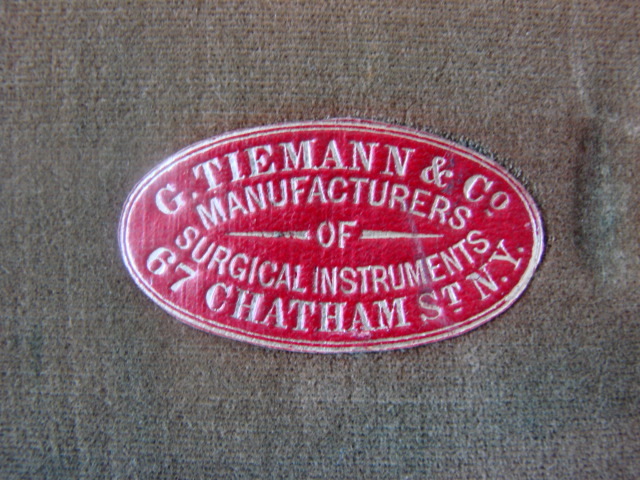 G. TIEMANN & Cº
MANUFACTURERS
OF
SURGICAL INSTRUMENTS
67 CHATHAM ST. N.Y.